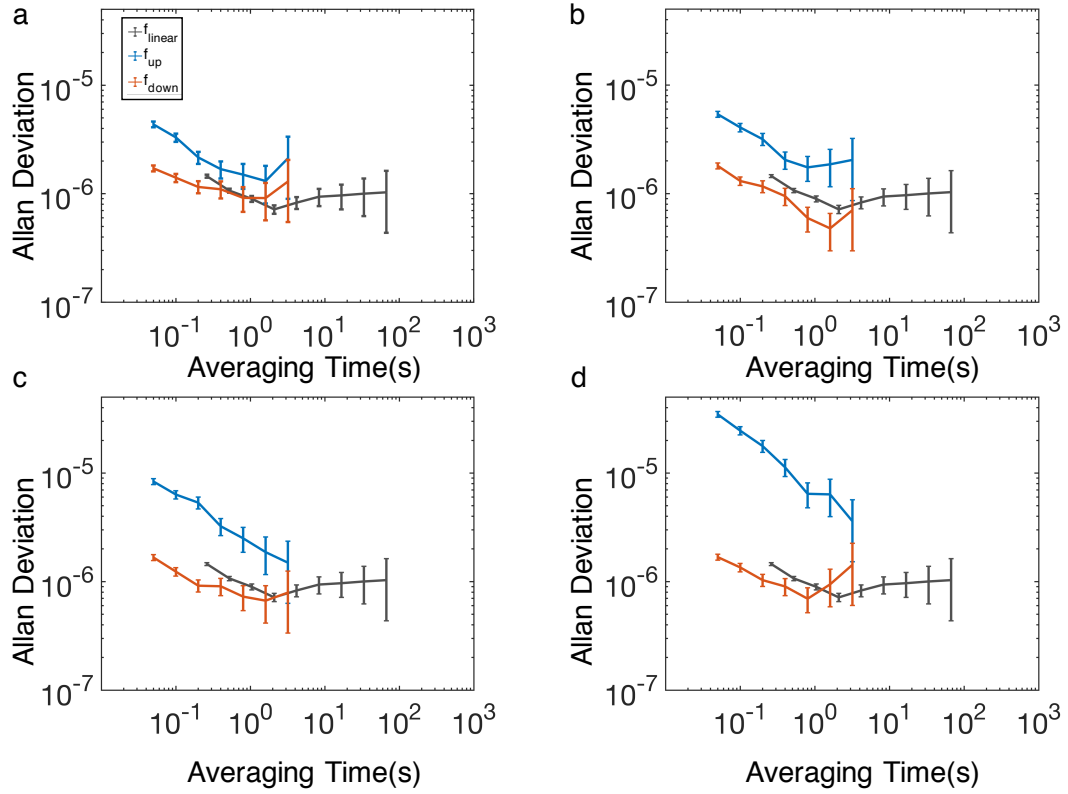 a
f_linear
f_up
f_down
Allan Deviation
10^-5
10^-6
10^-7
10^-1 10^0 10^1 10^2 10^3
Averaging Time(s)
b
Allan Deviation
10^-5
10^-6
10^-7
10^-1 10^0 10^1 10^2 10^3
Averaging Time(s)
c
Allan Deviation
10^-5
10^-6
10^-7
10^-1 10^0 10^1 10^2 10^3
Averaging Time(s)
d
Allan Deviation
10^-5
10^-6
10^-7
10^-1 10^0 10^1 10^2 10^3
Averaging Time(s)